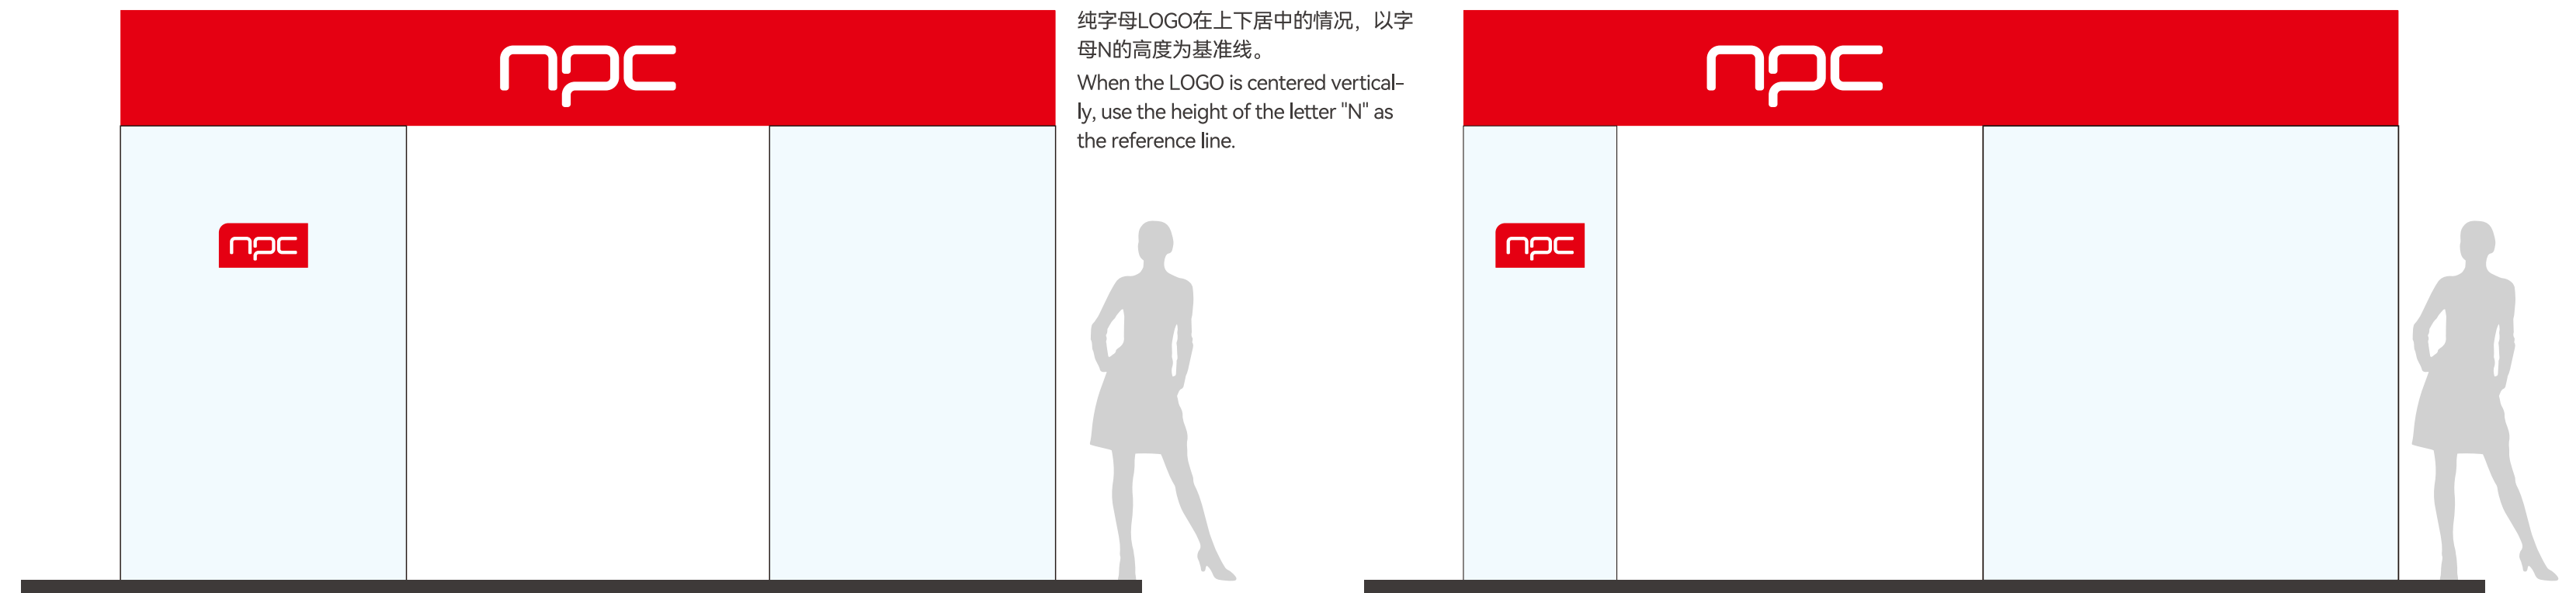 npc
npc
纯字母LOGO在上下居中的情况，以字
母N的高度为基准线。
When the LOGO is centered vertical-
ly, use the height of the letter "N" as
the reference line.
npc
npc